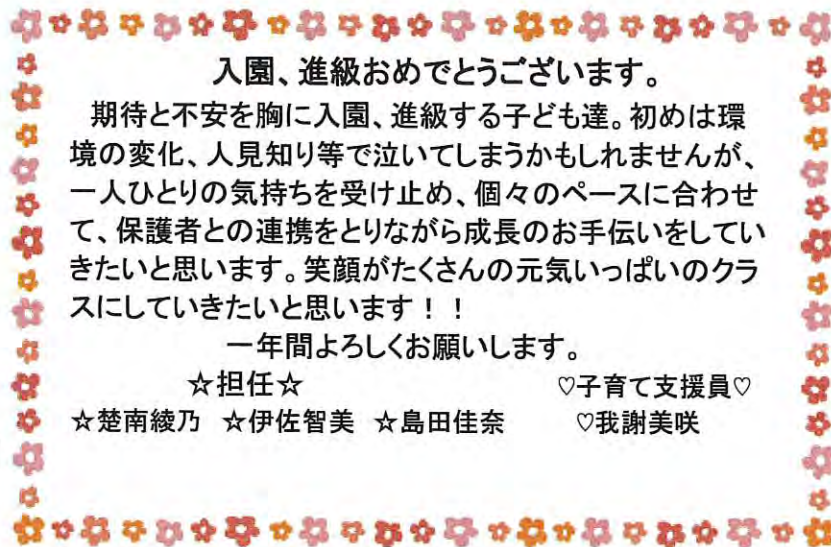 入園、進級おめでとうございます。
期待と不安を胸に入園、進級する子ども達。初めは環
境の変化、人見知り等で泣いてしまうかもしれませんが、
一人ひとりの気持ちを受け止め、個々のペースに合わせ
て、保護者との連携をとりながら成長のお手伝いをしてい
きたいと思います。笑顔がたくさんの元気いっぱいのクラ
スにしていきたいと思います！！
一年間よろしくお願いします。
☆担任☆ ♡子育て支援員♡
☆楚南綾乃 ☆伊佐智美 ☆島田佳奈 ♡我謝美咲